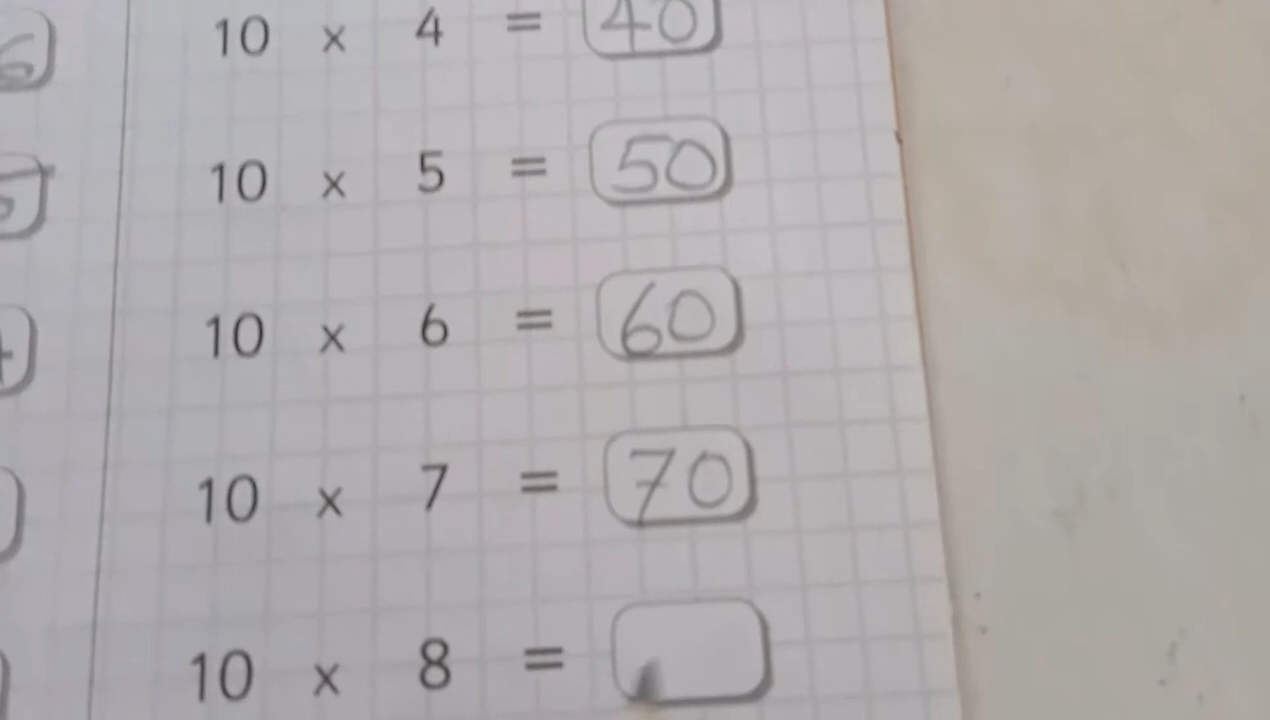 10 x 4 = 40
10 x 5 = 50
10 x 6 = 60
10 x 7 = 70
10 x 8 =